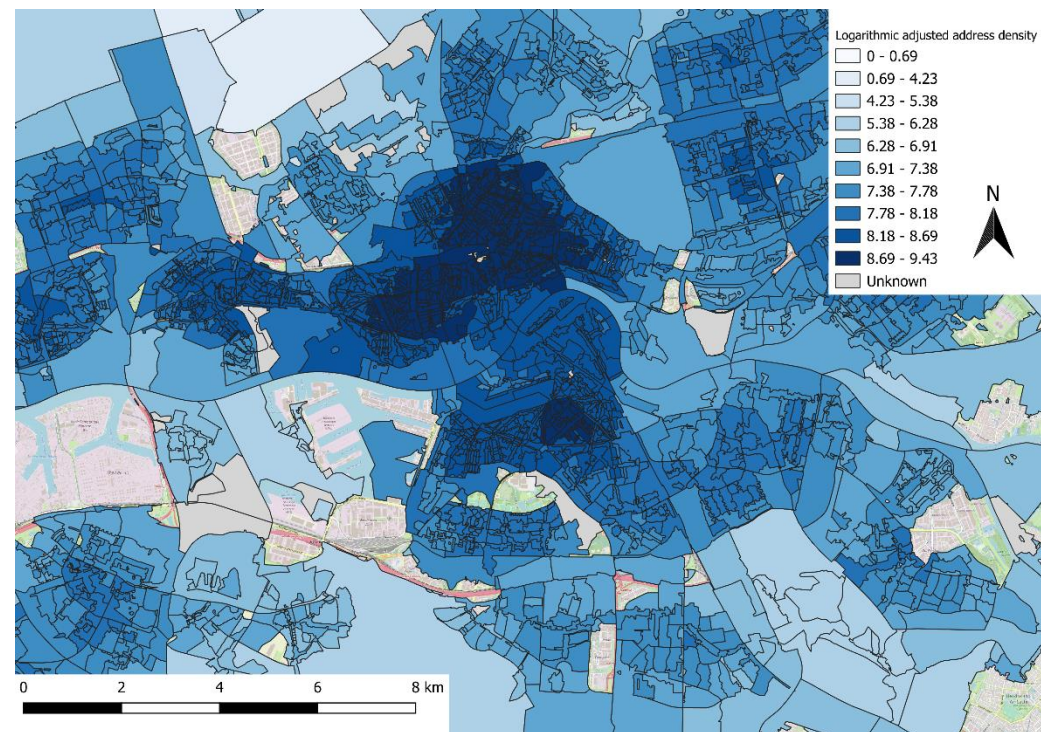 Logarithmic adjusted address density
0 - 0.69
0.69 - 4.23
4.23 - 5.38
5.38 - 6.28
6.28 - 6.91
6.91 - 7.38
7.38 - 7.78
7.78 - 8.18
8.18 - 8.69
8.69 - 9.43
Unknown
N
0 2 4 6 8 km